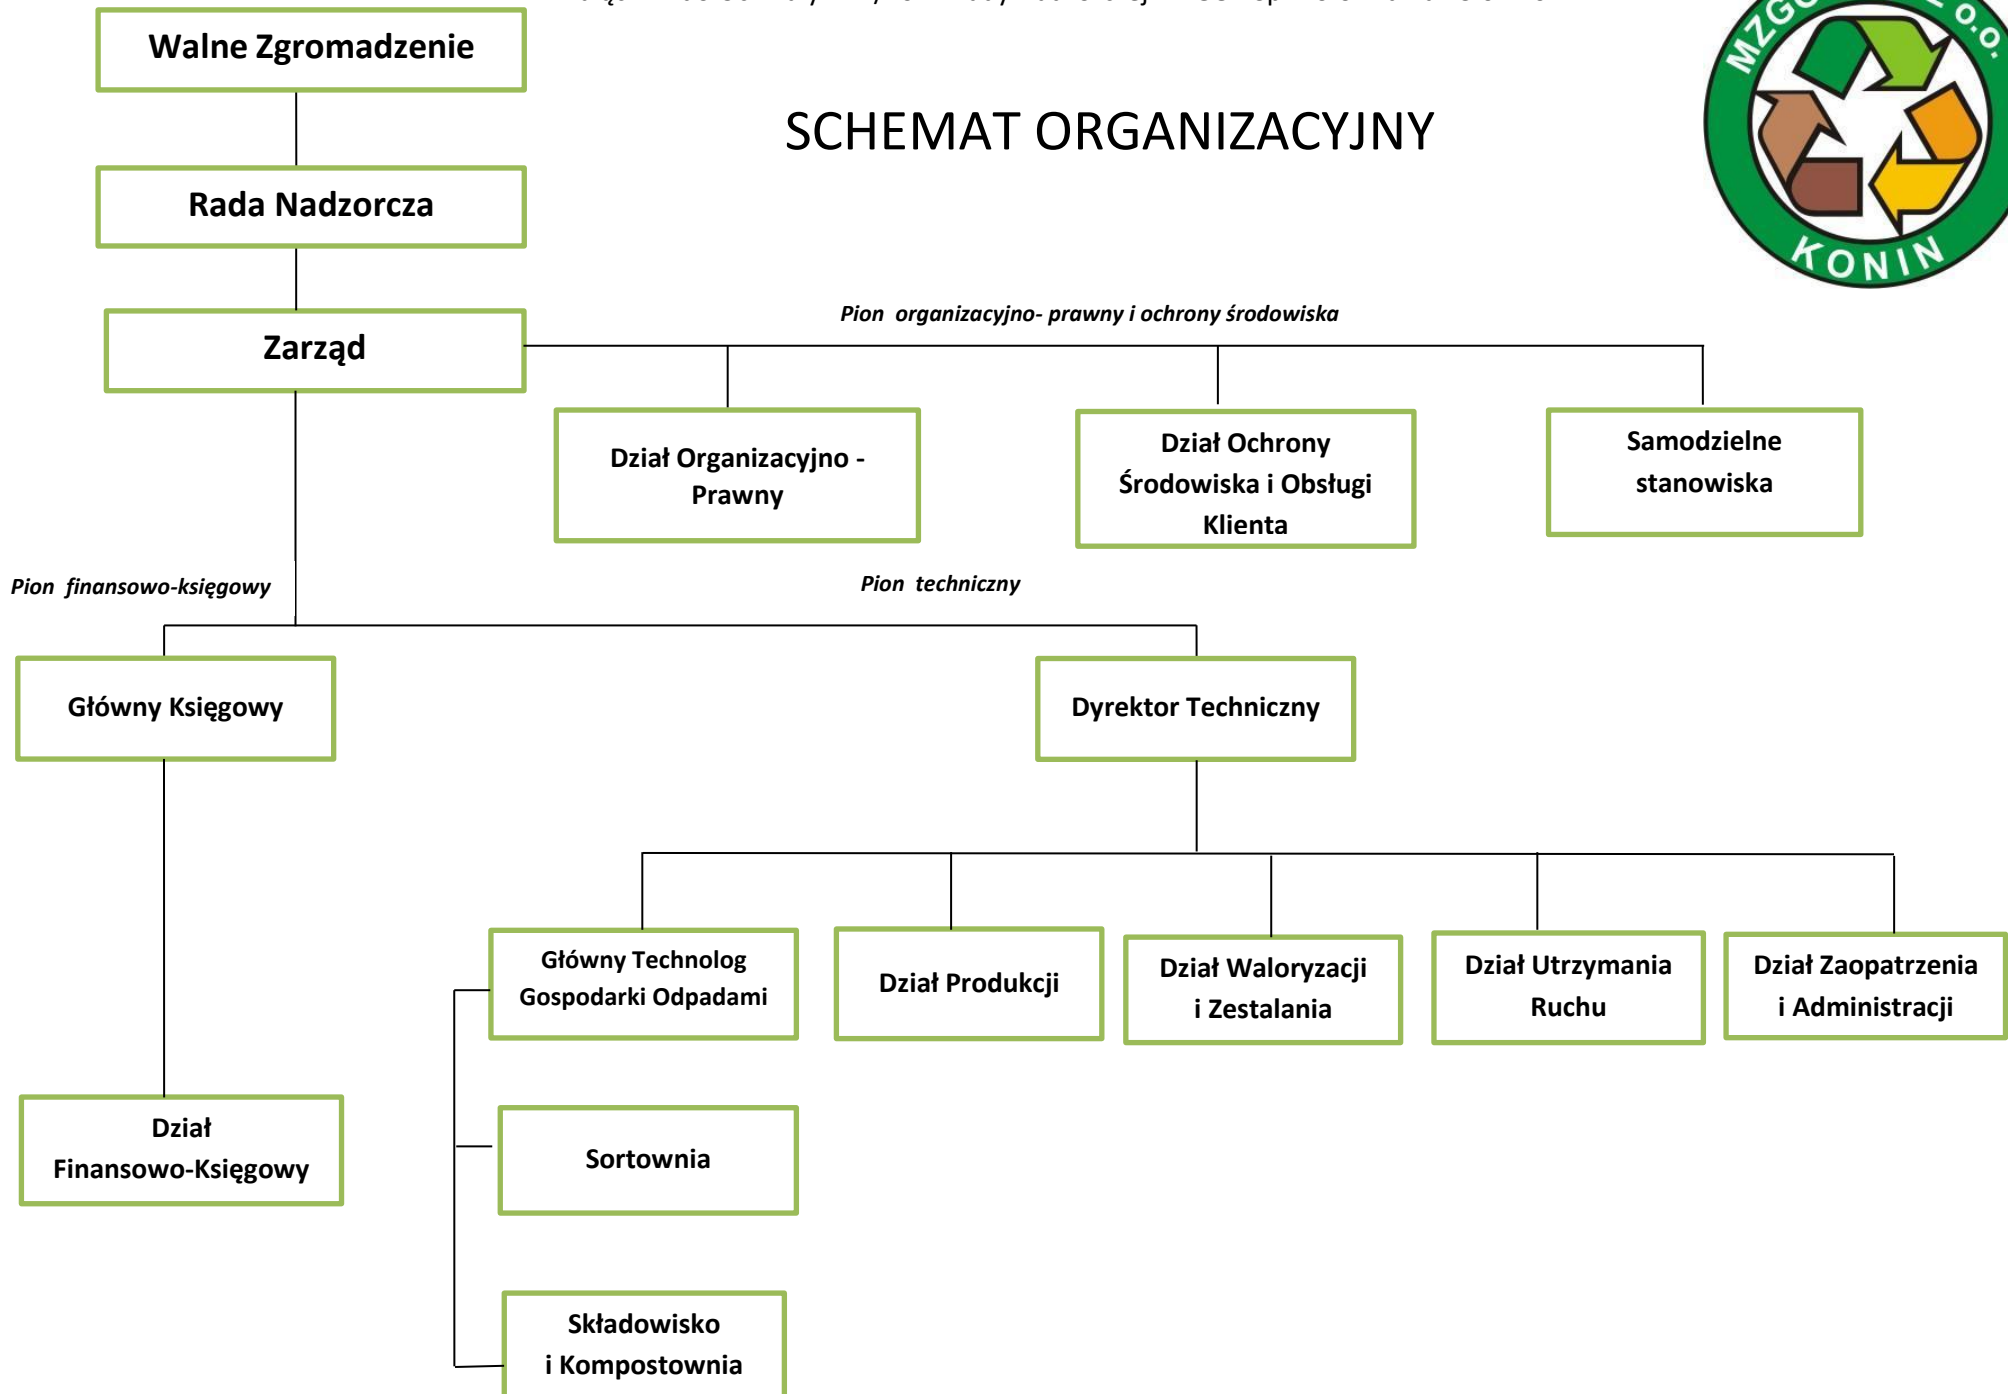 Walne Zgromadzenie
SCHEMAT ORGANIZACYJNY
KONIN
Rada Nadzorcza
Pion organizacyjno- prawny i ochrony środowiska
Zarząd
Dział Organizacyjno -
Prawny
Dział Ochrony
Środowiska i Obsługi
Klienta
Samodzielne
stanowiska
Pion finansowo-księgowy
Pion techniczny
Główny Księgowy
Dyrektor Techniczny
Główny Technolog
Gospodarki Odpadami
Dział Produkcji
Dział Waloryzacji
i Zestalania
Dział Utrzymania
Ruchu
Dział Zaopatrzenia
i Administracji
Dział
Finansowo-Księgowy
Sortownia
Składowisko
i Kompostownia